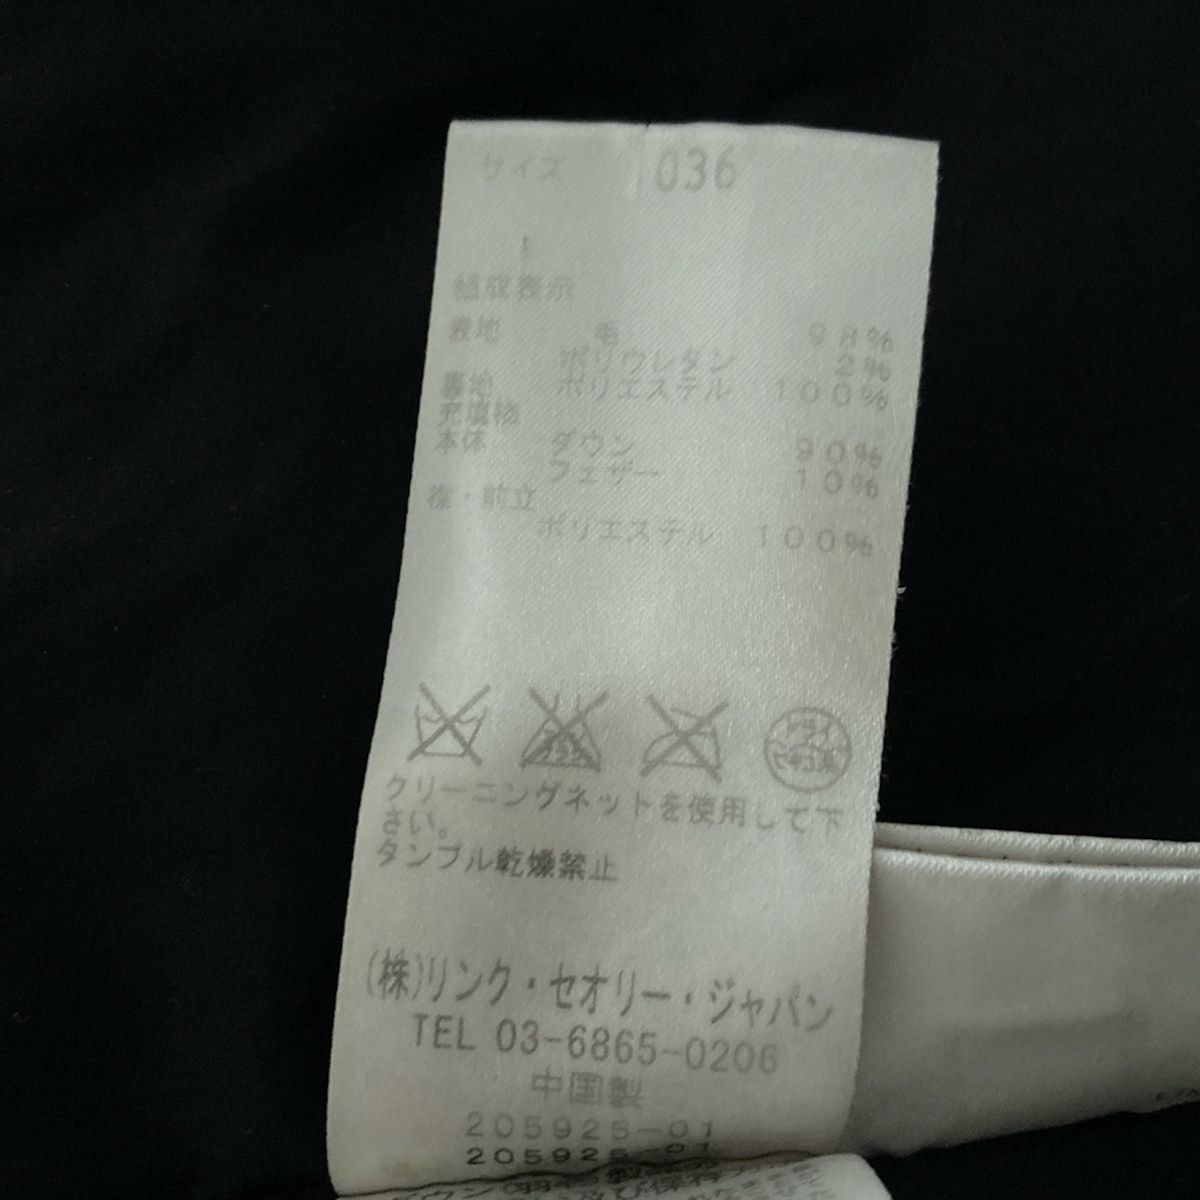 サイズ 036
組成表示
表地 毛 98%
ポリウレタン 2%
裏地 ポリエステル 100%
充填物
本体 ダウン 90%
フェザー 10%
襟・前立
ポリエステル 100%
ドライ
クリーニングネットを使用して下
さい。
タンブル乾燥禁止
(株)リンク・セオリー・ジャパン
TEL 03-6865-0206
中国製
205925-01
205925-01